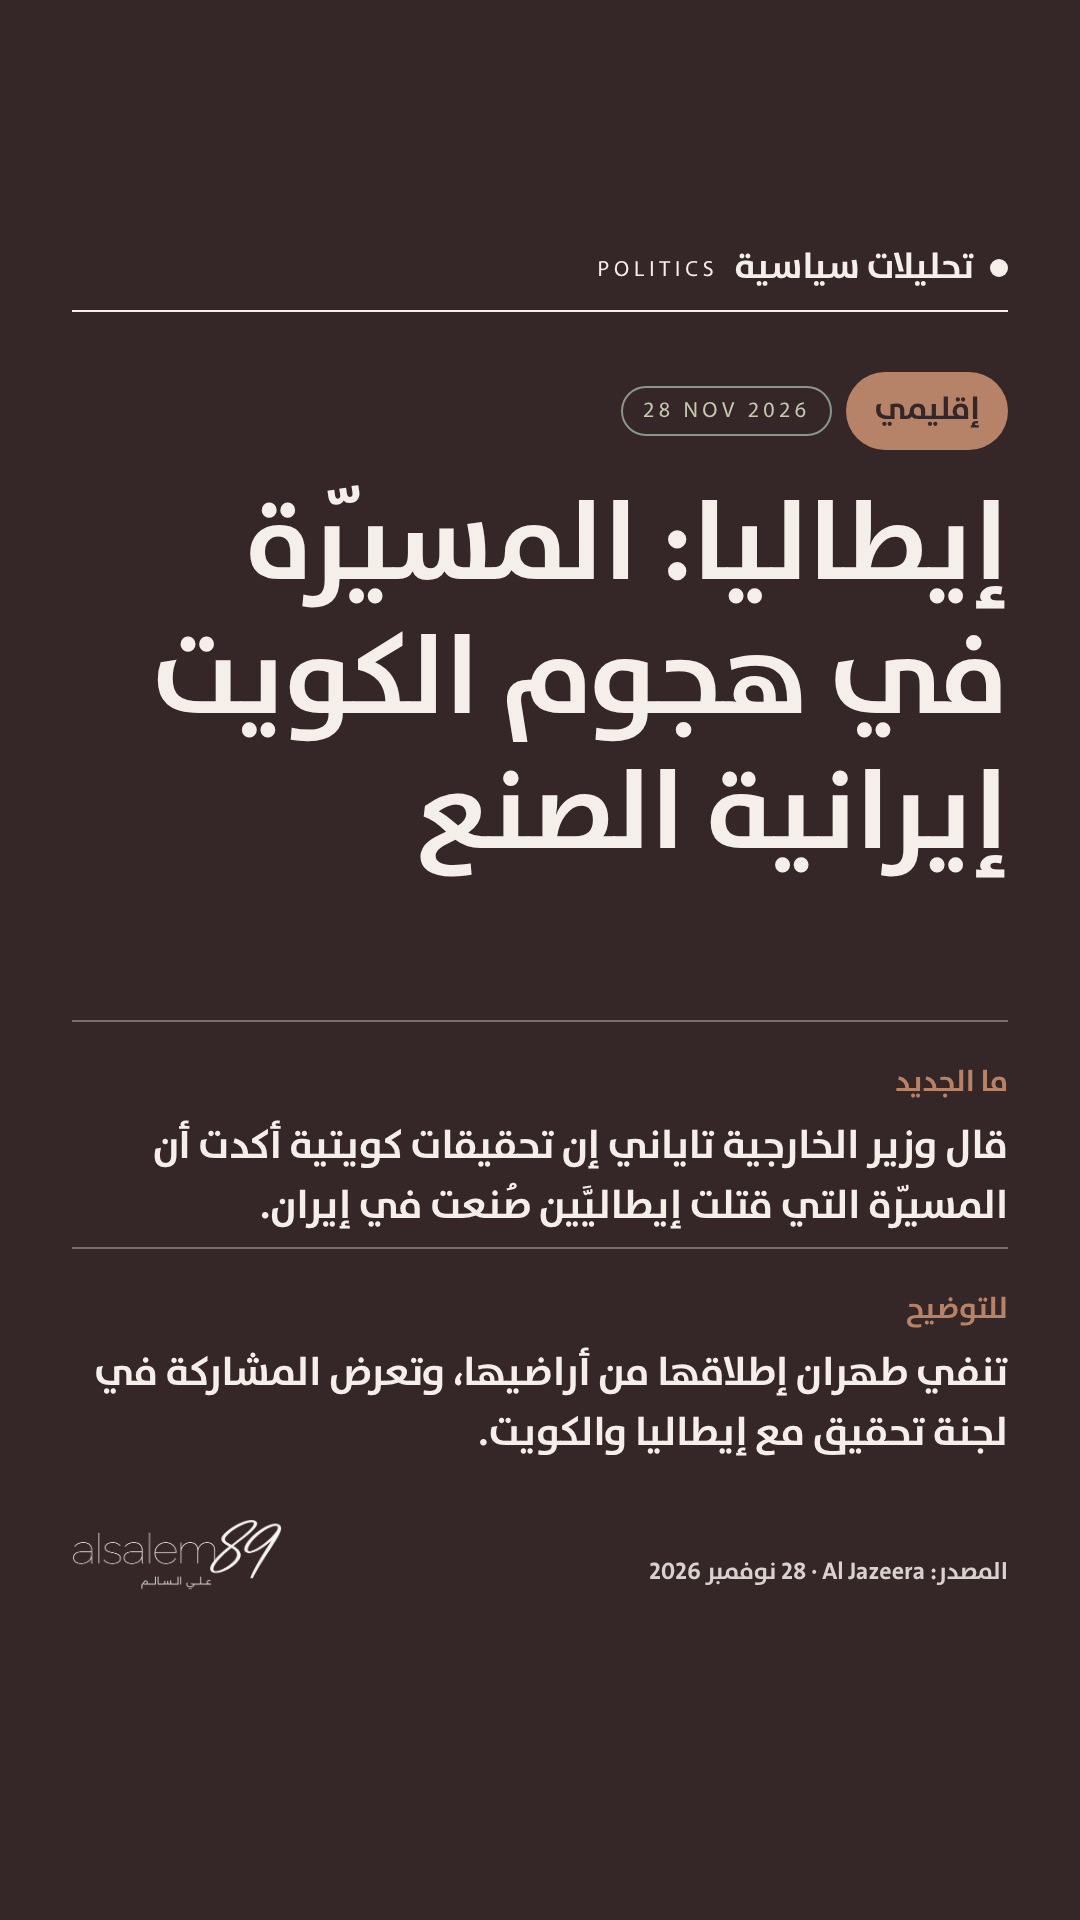 تحليلات سياسية POLITICS
إقليمي 28 NOV 2026
إيطاليا: المسيّرة
في هجوم الكويت
إيرانية الصنع
ما الجديد
قال وزير الخارجية تاياني إن تحقيقات كويتية أكدت أن
المسيّرة التي قتلت إيطاليَّين صُنعت في إيران.
للتوضيح
تنفي طهران إطلاقها من أراضيها، وتعرض المشاركة في
لجنة تحقيق مع إيطاليا والكويت.
المصدر: Al Jazeera · 28 نوفمبر 2026
alsalem89
علي السالم